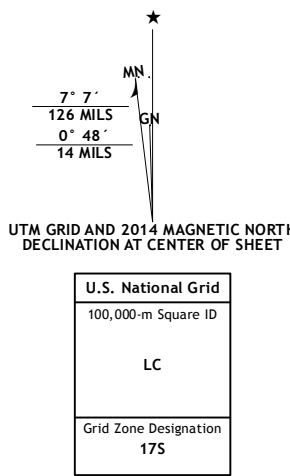 MN
7° 7´
126 MILS
GN
0° 48´
14 MILS
UTM GRID AND 2014 MAGNETIC NORTH
DECLINATION AT CENTER OF SHEET
U.S. National Grid
100,000-m Square ID
LC
Grid Zone Designation
17S